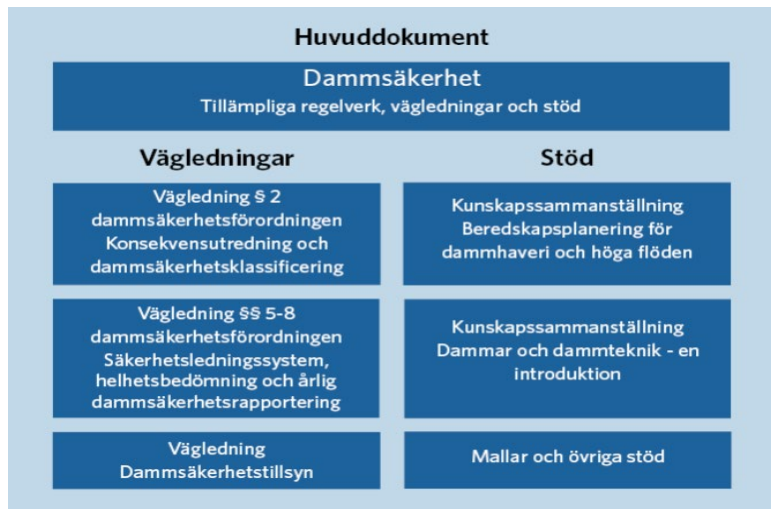 Huvuddokument
Dammsäkerhet
Tillämpliga regelverk, vägledningar och stöd
Vägledningar
Vägledning § 2
dammsäkerhetsförordningen
Konsekvensutredning och
dammsäkerhetsklassificering
Vägledning §§ 5-8
dammsäkerhetsförordningen
Säkerhetsledningssystem,
helhetsbedömning och årlig
dammsäkerhetsrapportering
Vägledning
Dammsäkerhetstillsyn
Stöd
Kunskapssammanställning
Beredskapsplanering för
dammhaveri och höga flöden
Kunskapssammanställning
Dammar och dammteknik - en
introduktion
Mallar och övriga stöd